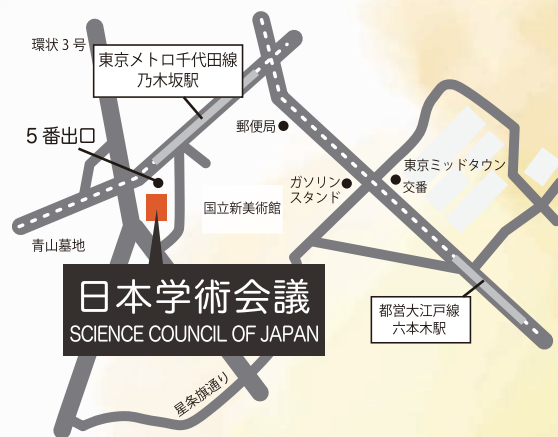 環状3号
東京メトロ千代田線
乃木坂駅
5番出口
郵便局
東京ミッドタウン
交番
ガソリン
スタンド
国立新美術館
青山墓地
日本学術会議
SCIENCE COUNCIL OF JAPAN
都営大江戸線
六本木駅
星条旗通り